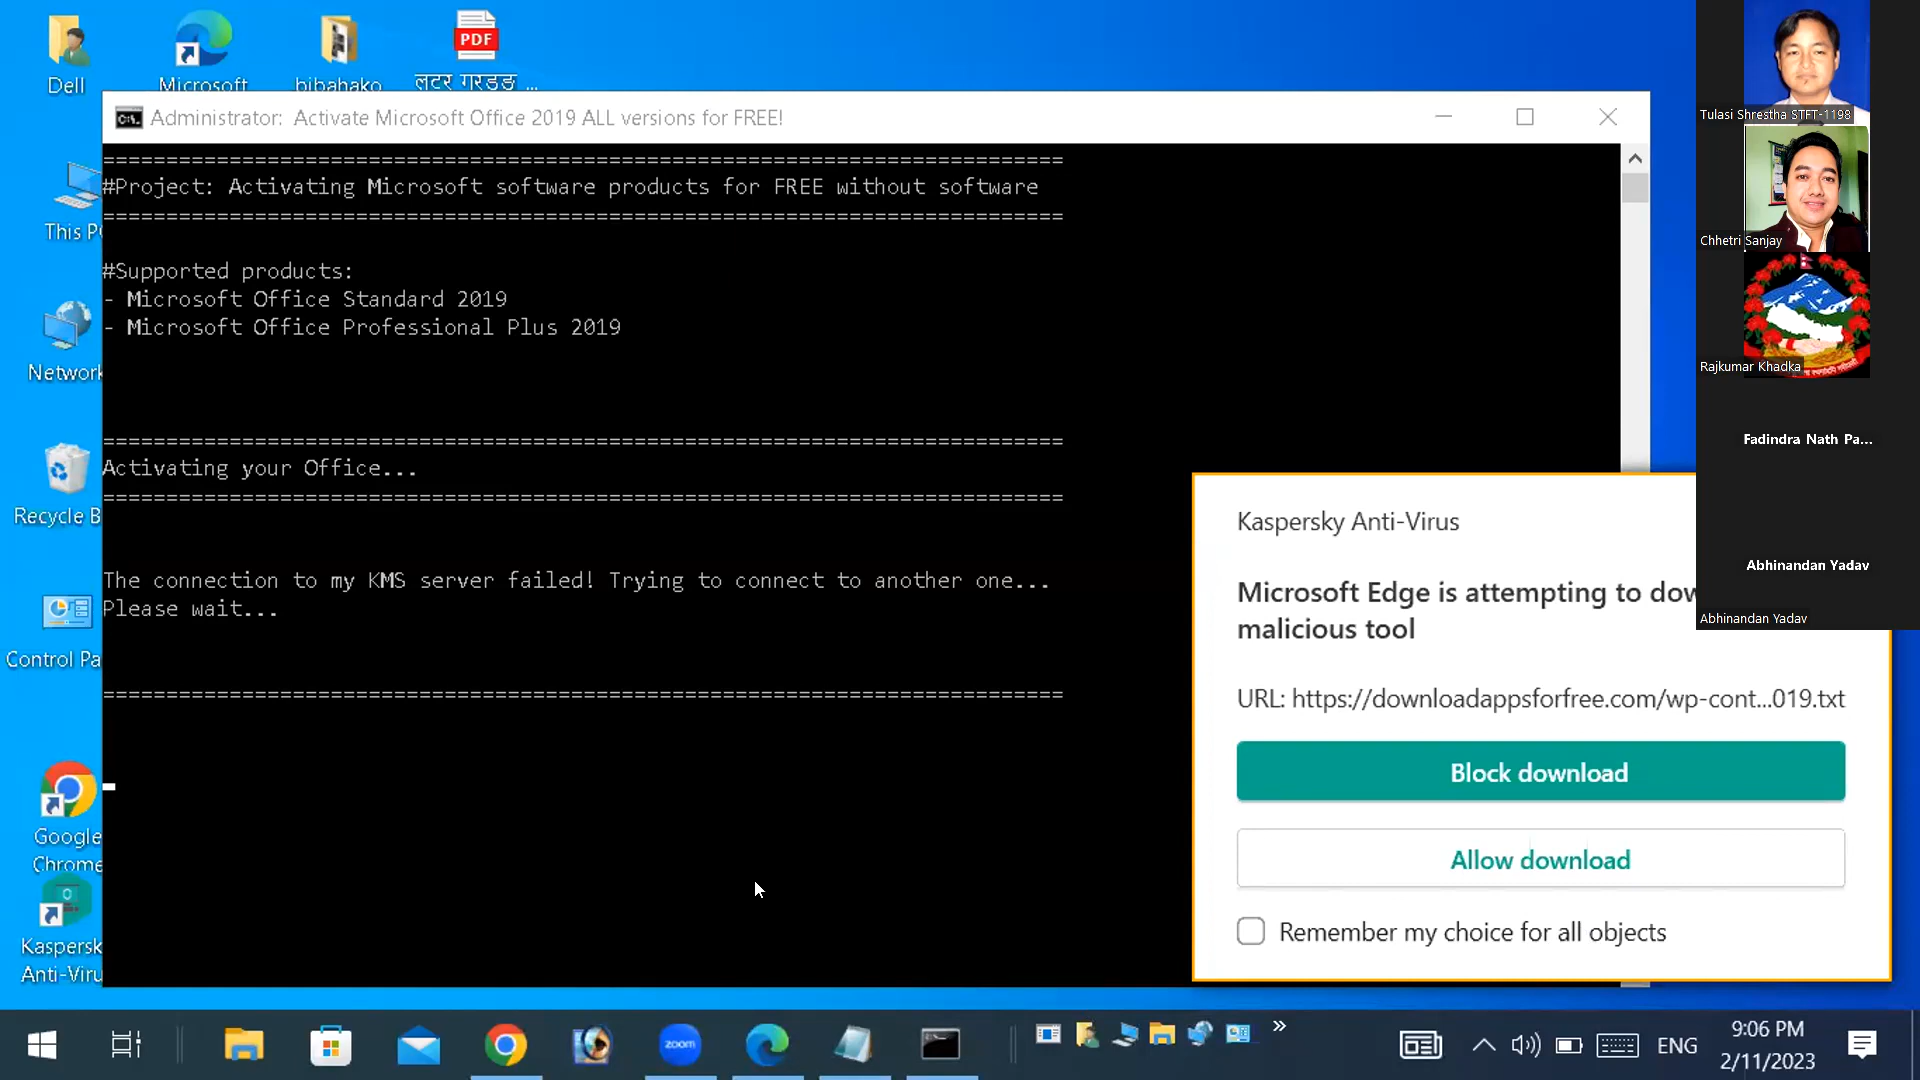 Dell
Microsoft
bibahako
PDF
लटर गरडङ ...
Administrator:  Activate Microsoft Office 2019 ALL versions for FREE!
============================================================================
#Project: Activating Microsoft software products for FREE without software
============================================================================
#Supported products:
- Microsoft Office Standard 2019
- Microsoft Office Professional Plus 2019
============================================================================
Activating your Office...
============================================================================
The connection to my KMS server failed! Trying to connect to another one...
Please wait...
============================================================================
This P
Network
Recycle B
Control Pa
Google
Chrome
Kaspersk
Anti-Viru
Kaspersky Anti-Virus
Microsoft Edge is attempting to dow
malicious tool
URL: https://downloadappsforfree.com/wp-cont...019.txt
Block download
Allow download
Remember my choice for all objects
Tulasi Shrestha STFT-1198
Chhetri Sanjay
Rajkumar Khadka
Fadindra Nath Pa...
Abhinandan Yadav
Abhinandan Yadav
zoom
ENG
9:06 PM
2/11/2023